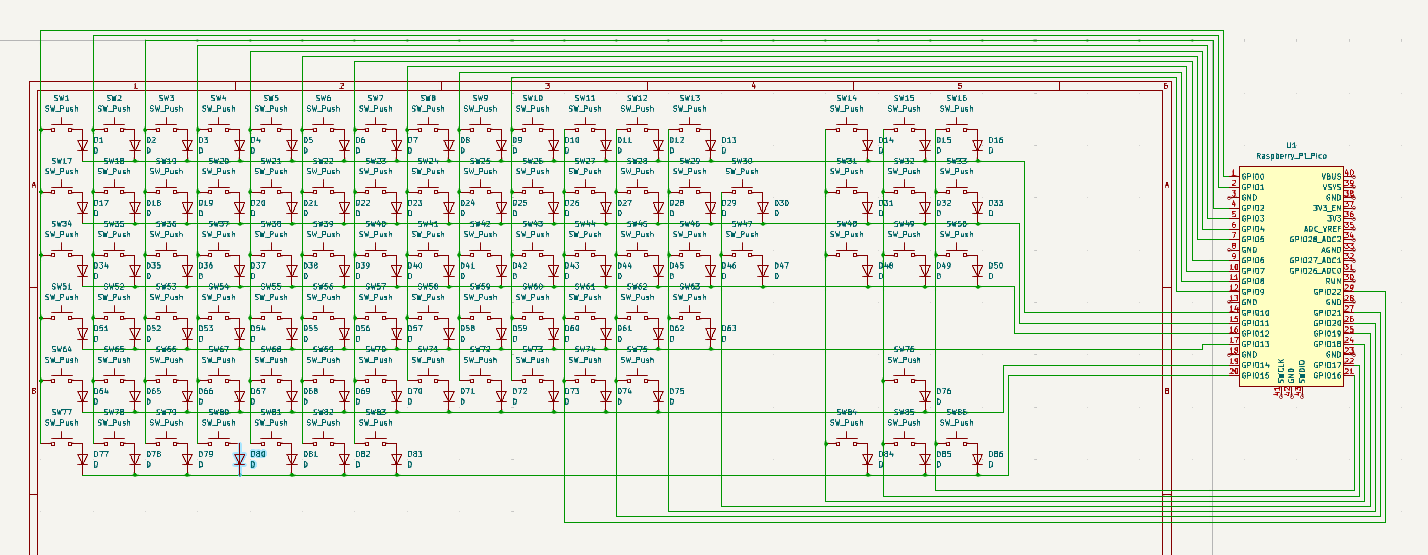 1 2 3 4 5 6
SW1 SW2 SW3 SW4 SW5 SW6 SW7 SW8 SW9 SW10 SW11 SW12 SW13 SW14 SW15 SW16
SW_Push SW_Push SW_Push SW_Push SW_Push SW_Push SW_Push SW_Push SW_Push SW_Push SW_Push SW_Push SW_Push SW_Push SW_Push SW_Push
D1 D2 D3 D4 D5 D6 D7 D8 D9 D10 D11 D12 D13 D14 D15 D16
D D D D D D D D D D D D D D D D
SW17 SW18 SW19 SW20 SW21 SW22 SW23 SW24 SW25 SW26 SW27 SW28 SW29 SW30 SW31 SW32 SW33
SW_Push SW_Push SW_Push SW_Push SW_Push SW_Push SW_Push SW_Push SW_Push SW_Push SW_Push SW_Push SW_Push SW_Push SW_Push SW_Push SW_Push
A A
D17 D18 D19 D20 D21 D22 D23 D24 D25 D26 D27 D28 D29 D30 D31 D32 D33
D D D D D D D D D D D D D D D D D
SW34 SW35 SW36 SW37 SW38 SW39 SW40 SW41 SW42 SW43 SW44 SW45 SW46 SW47 SW48 SW49 SW50
SW_Push SW_Push SW_Push SW_Push SW_Push SW_Push SW_Push SW_Push SW_Push SW_Push SW_Push SW_Push SW_Push SW_Push SW_Push SW_Push SW_Push
D34 D35 D36 D37 D38 D39 D40 D41 D42 D43 D44 D45 D46 D47 D48 D49 D50
D D D D D D D D D D D D D D D D D
SW51 SW52 SW53 SW54 SW55 SW56 SW57 SW58 SW59 SW60 SW61 SW62 SW63
SW_Push SW_Push SW_Push SW_Push SW_Push SW_Push SW_Push SW_Push SW_Push SW_Push SW_Push SW_Push SW_Push
D51 D52 D53 D54 D55 D56 D57 D58 D59 D60 D61 D62 D63
D D D D D D D D D D D D D
SW64 SW65 SW66 SW67 SW68 SW69 SW70 SW71 SW72 SW73 SW74 SW75 SW76
SW_Push SW_Push SW_Push SW_Push SW_Push SW_Push SW_Push SW_Push SW_Push SW_Push SW_Push SW_Push SW_Push
B B
D64 D65 D66 D67 D68 D69 D70 D71 D72 D73 D74 D75 D76
D D D D D D D D D D D D D
SW77 SW78 SW79 SW80 SW81 SW82 SW83 SW84 SW85 SW86
SW_Push SW_Push SW_Push SW_Push SW_Push SW_Push SW_Push SW_Push SW_Push SW_Push
D77 D78 D79 D80 D81 D82 D83 D84 D85 D86
D D D D D D D D D D
U1
Raspberry_Pi_Pico
1 GPIO0 VBUS 40
2 GPIO1 VSYS 39
3 GND GND 38
4 GPIO2 3V3_EN 37
5 GPIO3 3V3 36
6 GPIO4 ADC_VREF 35
7 GPIO5 GPIO28_ADC2 34
8 GND AGND 33
9 GPIO6 GPIO27_ADC1 32
10 GPIO7 GPIO26_ADC0 31
11 GPIO8 RUN 30
12 GPIO9 GPIO22 29
13 GND GND 28
14 GPIO10 GPIO21 27
15 GPIO11 GPIO20 26
16 GPIO12 GPIO19 25
17 GPIO13 GPIO18 24
18 GND GND 23
19 GPIO14 GPIO17 22
20 GPIO15 GPIO16 21
SWCLK GND SWDIO
41 42 43